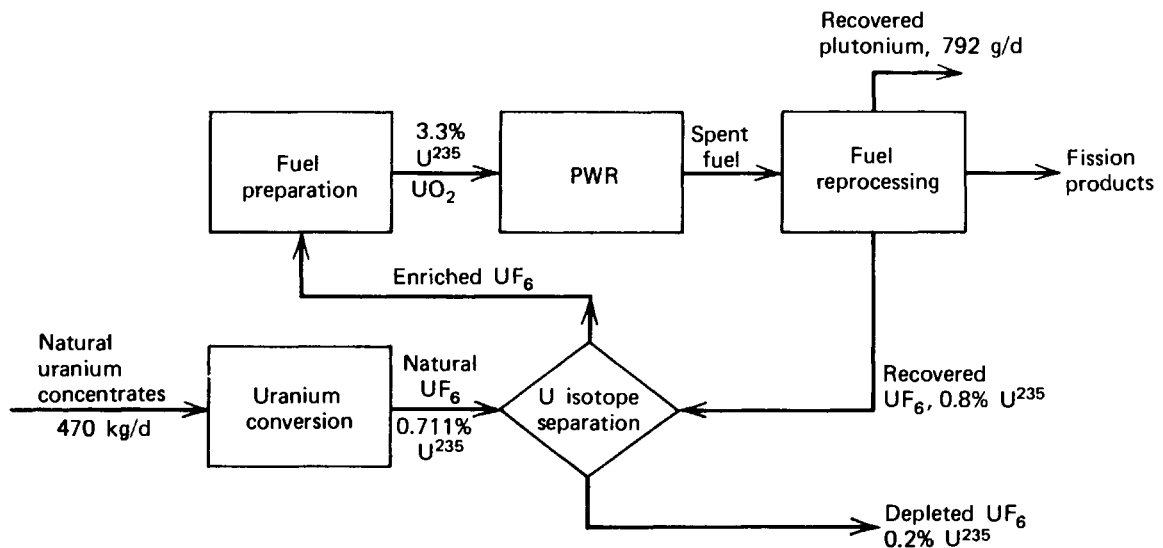 Recovered
plutonium, 792 g/d
Fuel
preparation
3.3%
U²³⁵
UO₂
PWR
Spent
fuel
Fuel
reprocessing
Fission
products
Enriched UF₆
Natural
uranium
concentrates
470 kg/d
Uranium
conversion
Natural
UF₆
0.711%
U²³⁵
U isotope
separation
Recovered
UF₆, 0.8% U²³⁵
Depleted UF₆
0.2% U²³⁵